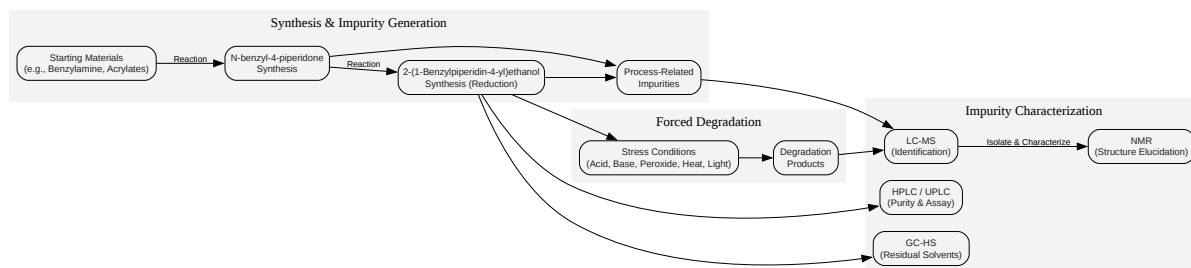 Synthesis & Impurity Generation
Starting Materials
(e.g., Benzylamine, Acrylates)
Reaction
N-benzyl-4-piperidone
Synthesis
Reaction
2-(1-Benzylpiperidin-4-yl)ethanol
Synthesis (Reduction)
Process-Related
Impurities
Forced Degradation
Stress Conditions
(Acid, Base, Peroxide, Heat, Light)
Degradation
Products
Impurity Characterization
LC-MS
(Identification)
Isolate & Characterize
NMR
(Structure Elucidation)
HPLC / UPLC
(Purity & Assay)
GC-HS
(Residual Solvents)